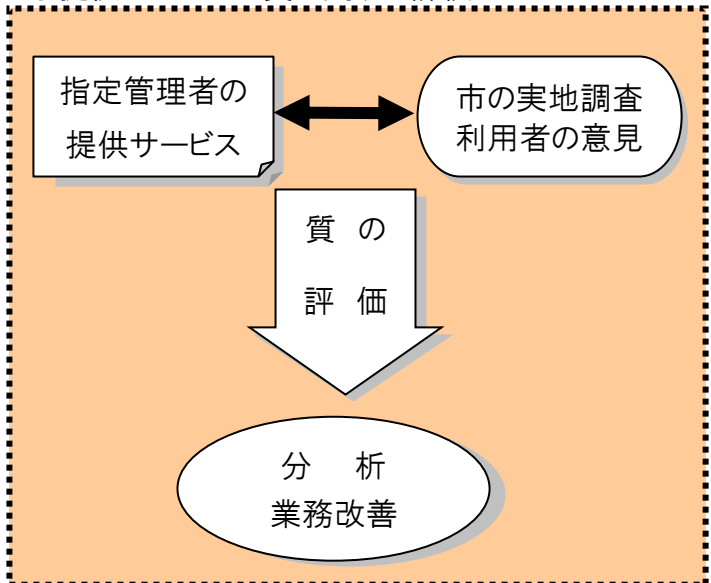 指定管理者の
提供サービス
市の実地調査
利用者の意見
質 の
評 価
分 析
業務改善